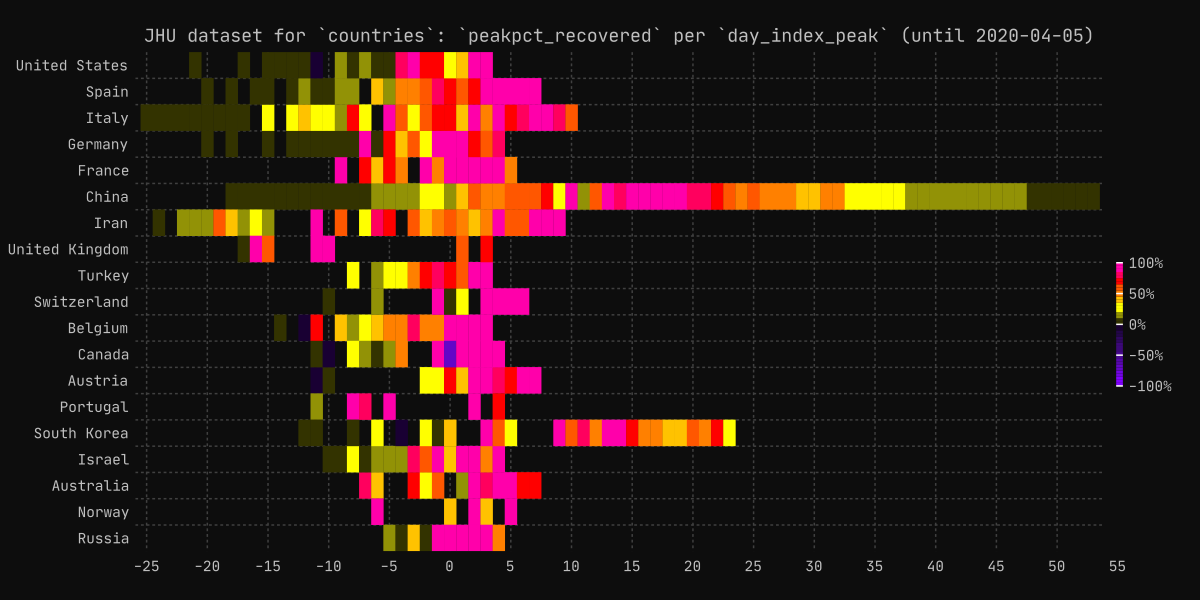 JHU dataset for `countries`: `peakpct_recovered` per `day_index_peak` (until 2020-04-05)
United States
Spain
Italy
Germany
France
China
Iran
United Kingdom
Turkey
Switzerland
Belgium
Canada
Austria
Portugal
South Korea
Israel
Australia
Norway
Russia
-25 -20 -15 -10 -5 0 5 10 15 20 25 30 35 40 45 50 55
100%
50%
0%
-50%
-100%